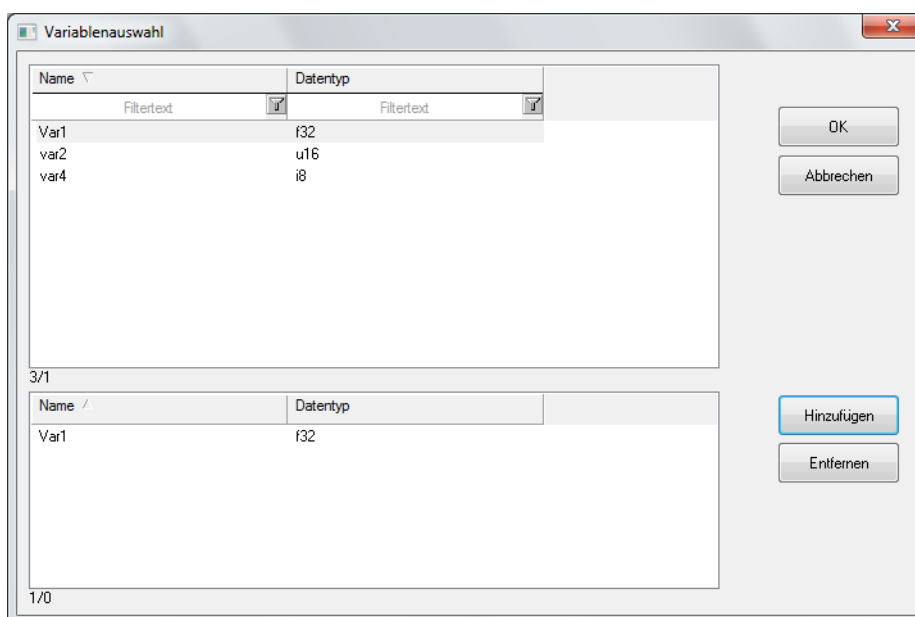 Variablenauswahl
Name Datentyp
Filtertext Filtertext
Var1 f32
var2 u16
var4 i8
3/1
Name Datentyp
Var1 f32
1/0
OK
Abbrechen
Hinzufügen
Entfernen